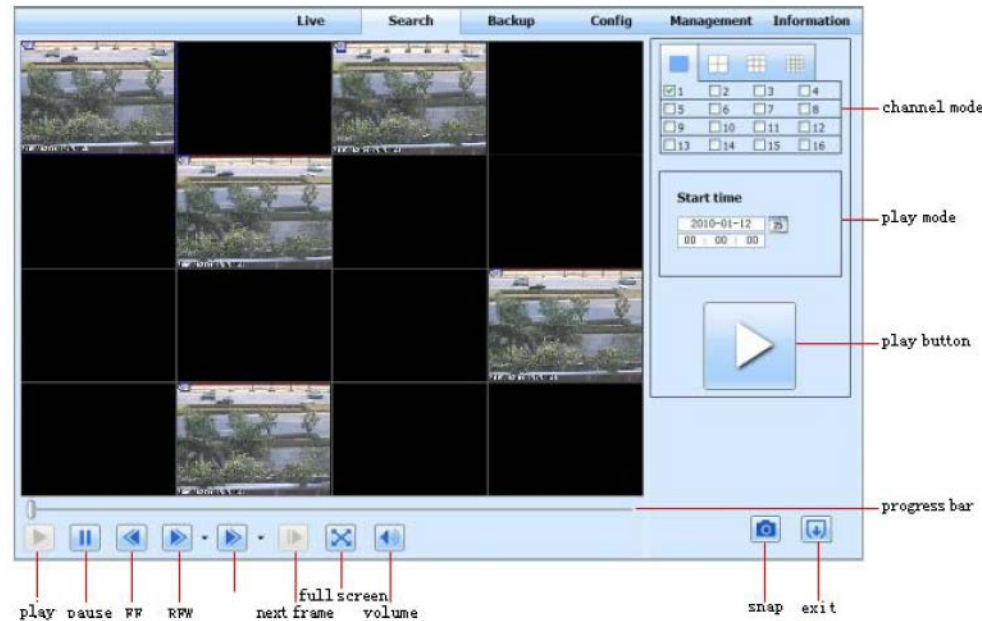 Live Search Backup Config Management Information
1 2 3 4
5 6 7 8
9 10 11 12
13 14 15 16
channel mode
Start time
2010-01-12 25
00 : 00 : 00
play mode
play button
progress bar
full screen
play pause FF RFW next frame volume snap exit